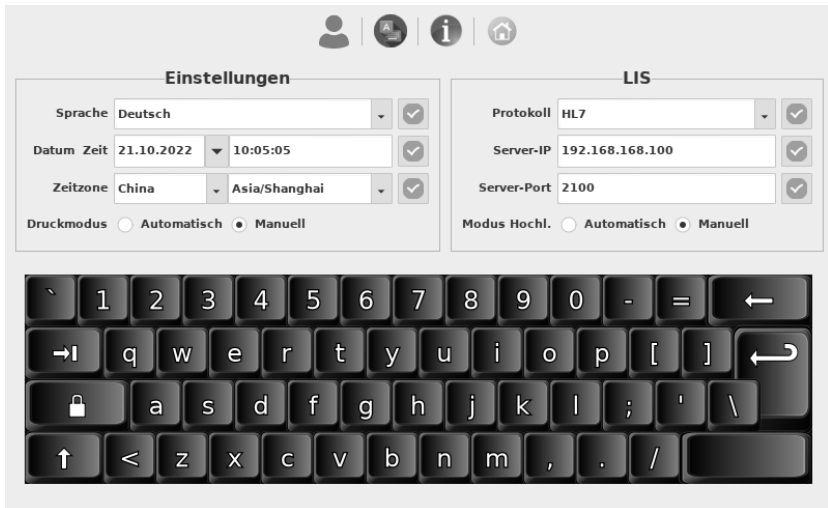 Einstellungen
LIS
Sprache Deutsch
Protokoll HL7
Datum Zeit 21.10.2022 10:05:05
Server-IP 192.168.168.100
Zeitzone China Asia/Shanghai
Server-Port 2100
Druckmodus Automatisch Manuell
Modus Hochl. Automatisch Manuell
` 1 2 3 4 5 6 7 8 9 0 - =
q w e r t y u i o p [ ]
a s d f g h j k l ; ' \
< z x c v b n m , . /